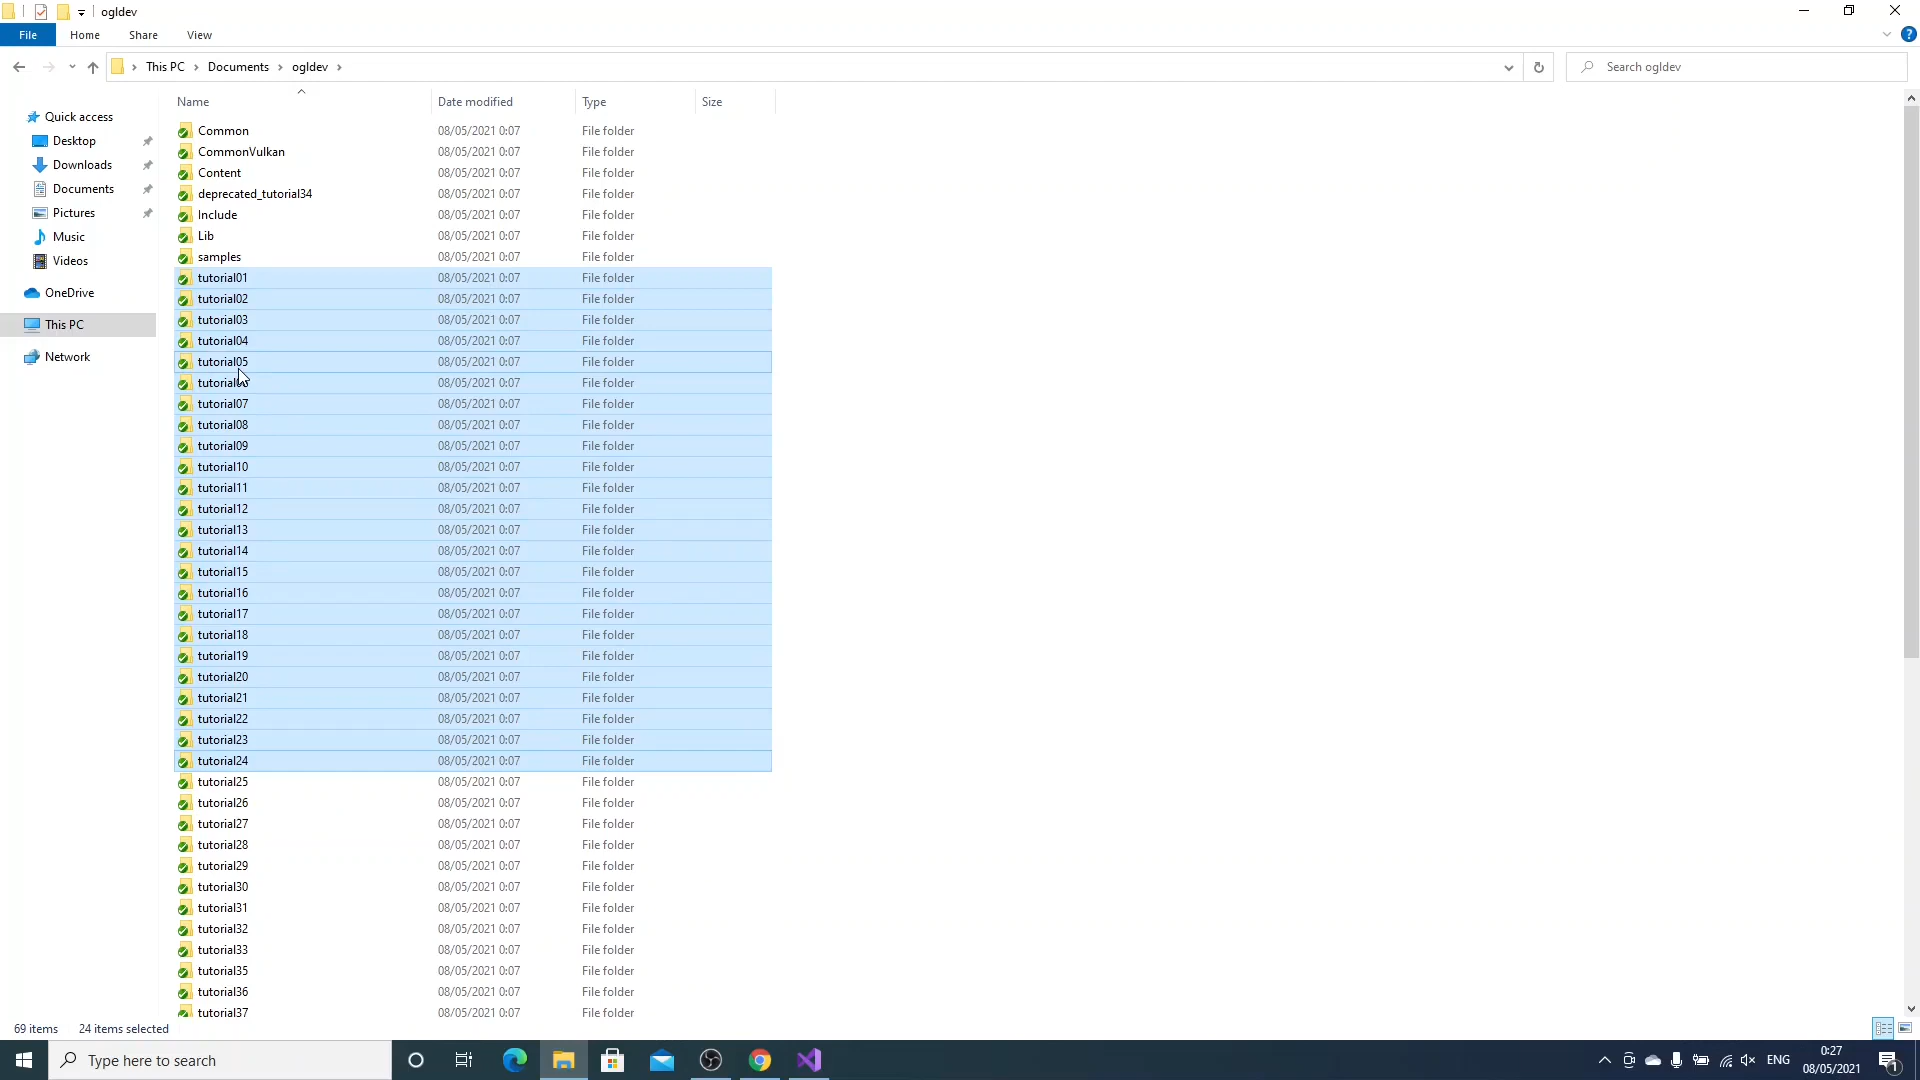 ogldev
File Home Share View
This PC Documents ogldev
Search ogldev
Name Date modified Type Size
Quick access
Desktop
Downloads
Documents
Pictures
Music
Videos
OneDrive
This PC
Network
Common 08/05/2021 0:07 File folder
CommonVulkan 08/05/2021 0:07 File folder
Content 08/05/2021 0:07 File folder
deprecated_tutorial34 08/05/2021 0:07 File folder
Include 08/05/2021 0:07 File folder
Lib 08/05/2021 0:07 File folder
samples 08/05/2021 0:07 File folder
tutorial01 08/05/2021 0:07 File folder
tutorial02 08/05/2021 0:07 File folder
tutorial03 08/05/2021 0:07 File folder
tutorial04 08/05/2021 0:07 File folder
tutorial05 08/05/2021 0:07 File folder
tutorial06 08/05/2021 0:07 File folder
tutorial07 08/05/2021 0:07 File folder
tutorial08 08/05/2021 0:07 File folder
tutorial09 08/05/2021 0:07 File folder
tutorial10 08/05/2021 0:07 File folder
tutorial11 08/05/2021 0:07 File folder
tutorial12 08/05/2021 0:07 File folder
tutorial13 08/05/2021 0:07 File folder
tutorial14 08/05/2021 0:07 File folder
tutorial15 08/05/2021 0:07 File folder
tutorial16 08/05/2021 0:07 File folder
tutorial17 08/05/2021 0:07 File folder
tutorial18 08/05/2021 0:07 File folder
tutorial19 08/05/2021 0:07 File folder
tutorial20 08/05/2021 0:07 File folder
tutorial21 08/05/2021 0:07 File folder
tutorial22 08/05/2021 0:07 File folder
tutorial23 08/05/2021 0:07 File folder
tutorial24 08/05/2021 0:07 File folder
tutorial25 08/05/2021 0:07 File folder
tutorial26 08/05/2021 0:07 File folder
tutorial27 08/05/2021 0:07 File folder
tutorial28 08/05/2021 0:07 File folder
tutorial29 08/05/2021 0:07 File folder
tutorial30 08/05/2021 0:07 File folder
tutorial31 08/05/2021 0:07 File folder
tutorial32 08/05/2021 0:07 File folder
tutorial33 08/05/2021 0:07 File folder
tutorial35 08/05/2021 0:07 File folder
tutorial36 08/05/2021 0:07 File folder
tutorial37 08/05/2021 0:07 File folder
69 items 24 items selected
Type here to search
ENG
0:27
08/05/2021
1